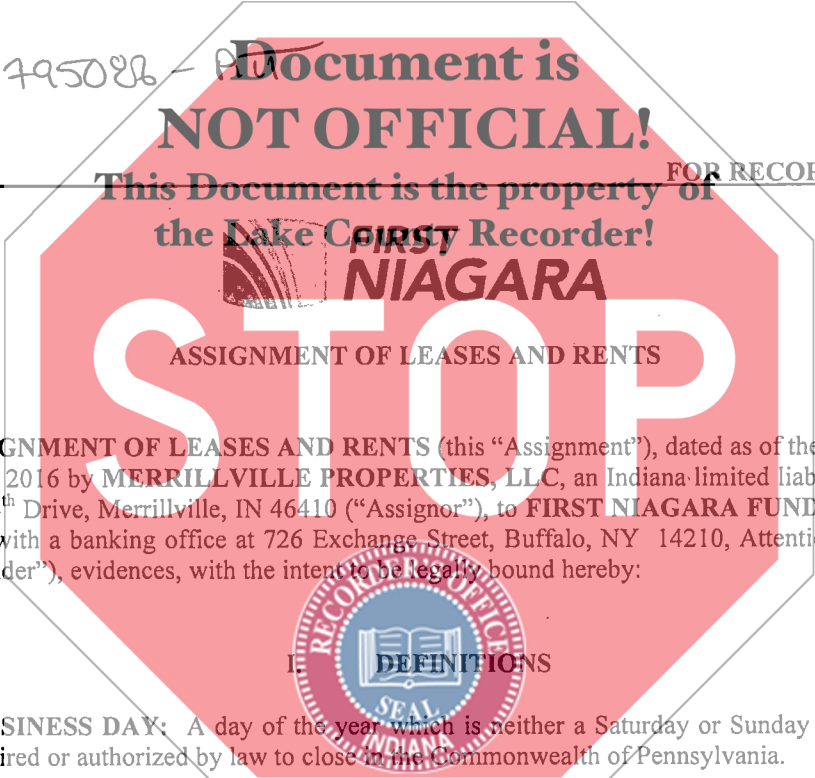 795086 -
Document is
NOT OFFICIAL!
FOR RECOR
This Document is the property of
the Lake County Recorder!
FIRST
NIAGARA
STOP
ASSIGNMENT OF LEASES AND RENTS
GNMENT OF LEASES AND RENTS (this “Assignment”), dated as of the
2016 by MERRILLVILLE PROPERTIES, LLC, an Indiana limited liab
th Drive, Merrillville, IN 46410 (“Assignor”), to FIRST NIAGARA FUND
with a banking office at 726 Exchange Street, Buffalo, NY 14210, Attenti
der”), evidences, with the intent to be legally bound hereby:
RECORDER'S OFFICE
I. DEFINITIONS
SEAL
INDIANA
SINESS DAY: A day of the year which is neither a Saturday or Sunday
ired or authorized by law to close in the Commonwealth of Pennsylvania.